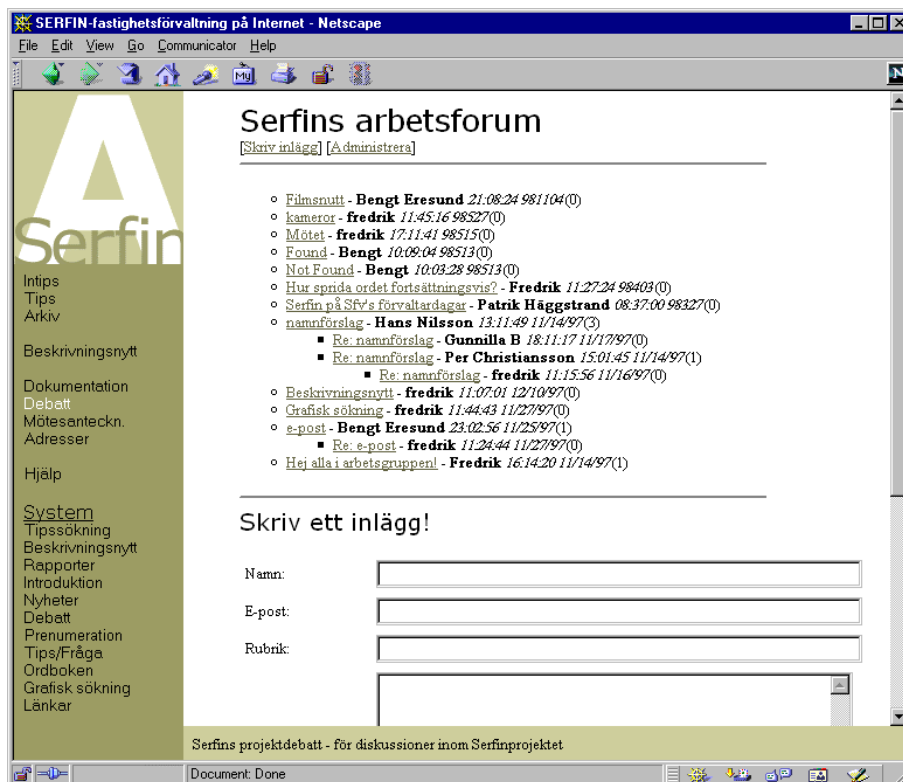 SERFIN-fastighetsförvaltning på Internet - Netscape
File Edit View Go Communicator Help
My
N
A
Serfin
Intips
Tips
Arkiv
Beskrivningsnytt
Dokumentation
Debatt
Mötesanteckn.
Adresser
Hjälp
System
Tipssökning
Beskrivningsnytt
Rapporter
Introduktion
Nyheter
Debatt
Prenumeration
Tips/Fråga
Ordboken
Grafisk sökning
Länkar
Serfins arbetsforum
[Skriv inlägg] [Administrera]
Filmsnutt - Bengt Eresund 21:08:24 981104(0)
kameror - fredrik 11:45:16 98527(0)
Mötet - fredrik 17:11:41 98515(0)
Found - Bengt 10:09:04 98513(0)
Not Found - Bengt 10:03:28 98513(0)
Hur sprida ordet fortsättningsvis? - Fredrik 11:27:24 98403(0)
Serfin på Sfv's förvaltardagar - Patrik Häggstrand 08:37:00 98327(0)
namnförslag - Hans Nilsson 13:11:49 11/14/97(3)
Re: namnförslag - Gunnilla B 18:11:17 11/17/97(0)
Re: namnförslag - Per Christiansson 15:01:45 11/14/97(1)
Re: namnförslag - fredrik 11:15:56 11/16/97(0)
Beskrivningsnytt - fredrik 11:07:01 12/10/97(0)
Grafisk sökning - fredrik 11:44:43 11/27/97(0)
e-post - Bengt Eresund 23:02:56 11/25/97(1)
Re: e-post - fredrik 11:24:44 11/27/97(0)
Hej alla i arbetsgruppen! - Fredrik 16:14:20 11/14/97(1)
Skriv ett inlägg!
Namn:
E-post:
Rubrik:
Serfins projektdebatt - för diskussioner inom Serfinprojektet
Document: Done